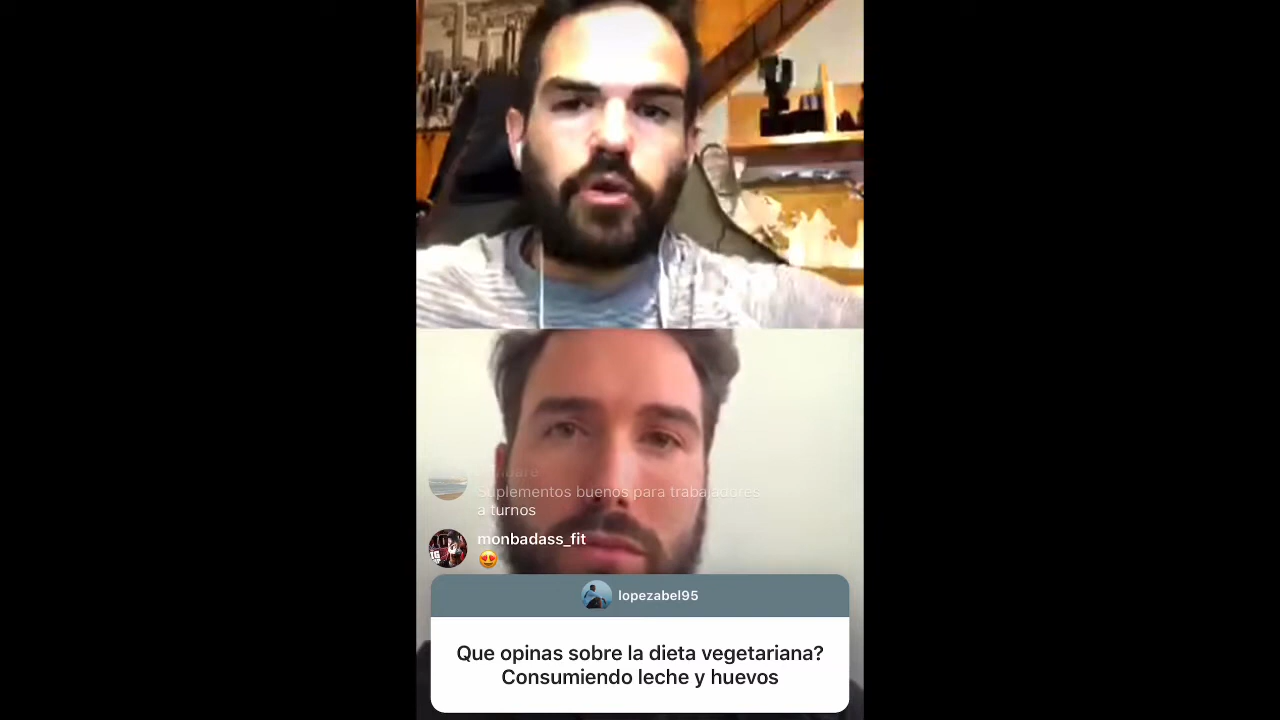 Suplementos buenos para trabajadores
a turnos
monbadass_fit
lopezabel95
Que opinas sobre la dieta vegetariana?
Consumiendo leche y huevos